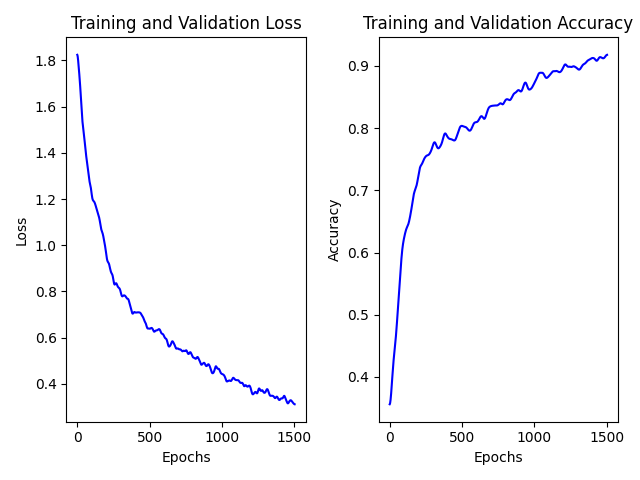 Training and Validation Loss
1.8
1.6
1.4
1.2
1.0
0.8
0.6
0.4
Loss
0 500 1000 1500
Epochs
Training and Validation Accuracy
0.9
0.8
0.7
0.6
0.5
0.4
Accuracy
0 500 1000 1500
Epochs